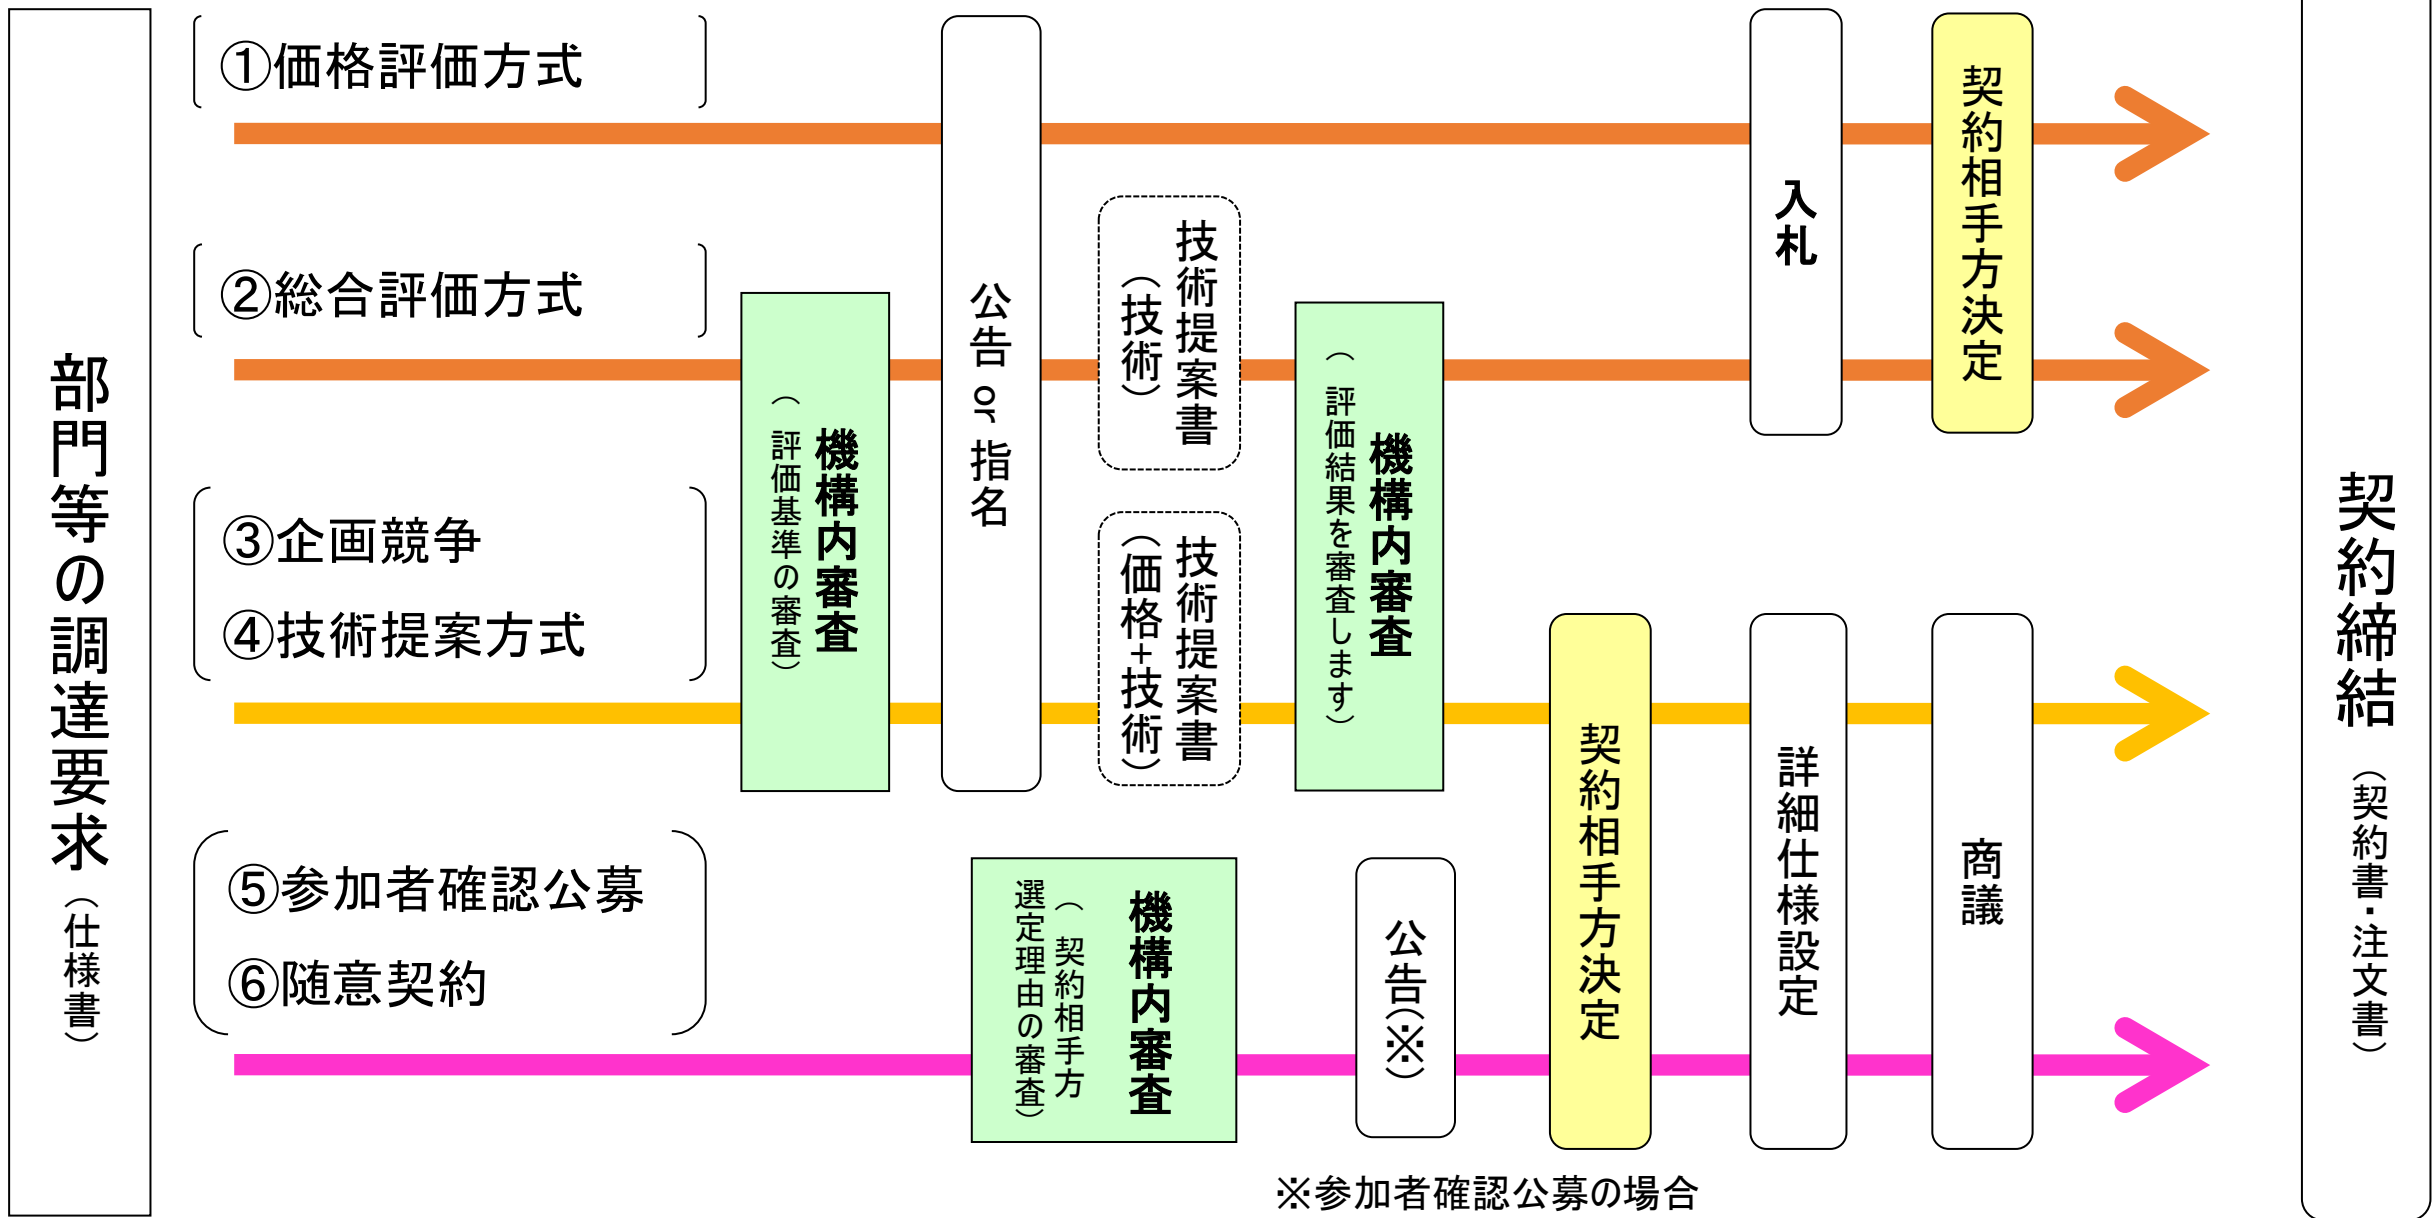 部門等の調達要求（仕様書）
①価格評価方式
②総合評価方式
③企画競争
④技術提案方式
⑤参加者確認公募
⑥随意契約
機構内審査
（評価基準の審査）
公告 or 指名
技術提案書
（技術）
技術提案書
（価格+技術）
機構内審査
（評価結果を審査します）
機構内審査
（契約相手方
選定理由の審査）
公告（※）
契約相手方決定
入札
契約相手方決定
詳細仕様設定
商議
契約締結（契約書・注文書）
※参加者確認公募の場合